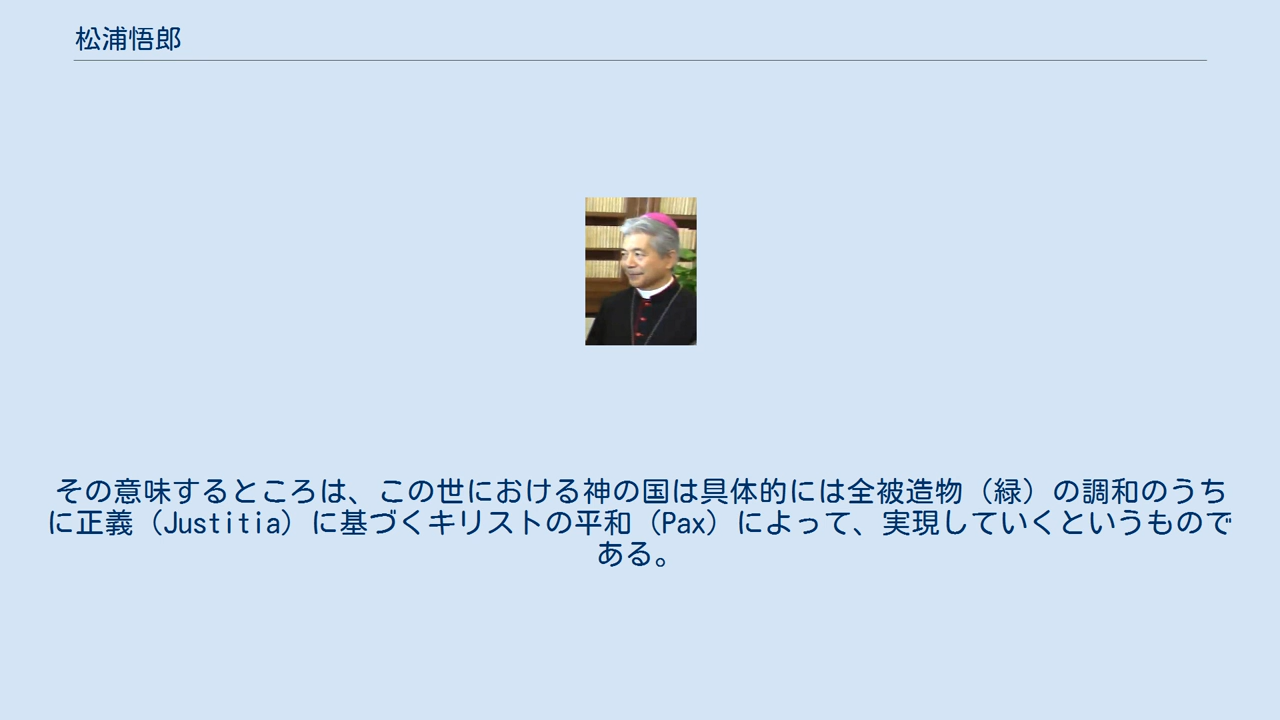 松浦悟郎
その意味するところは、この世における神の国は具体的には全被造物（緑）の調和のうち
に正義（Justitia）に基づくキリストの平和（Pax）によって、実現していくというもので
ある。